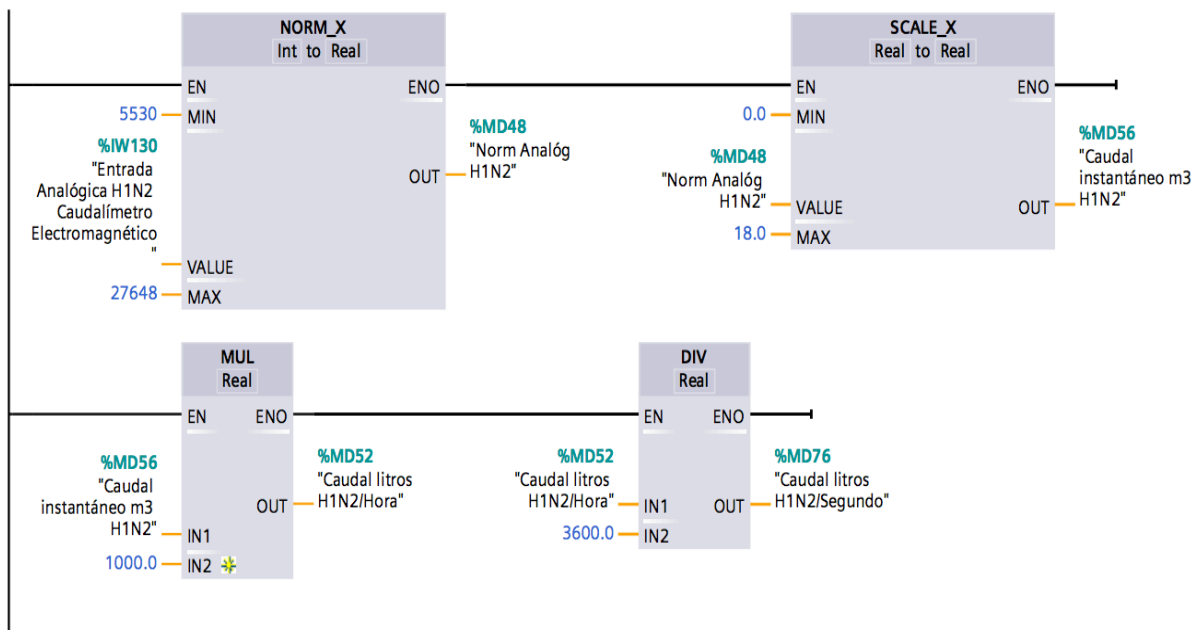 NORM_X
Int to Real
EN
ENO
5530
MIN
%IW130
"Entrada
Analógica H1N2
Caudalímetro
Electromagnético
"
VALUE
27648
MAX
OUT
%MD48
"Norm Analóg
H1N2"
SCALE_X
Real to Real
EN
ENO
0.0
MIN
%MD48
"Norm Analóg
H1N2"
VALUE
18.0
MAX
OUT
%MD56
"Caudal
instantáneo m3
H1N2"
MUL
Real
EN
ENO
%MD56
"Caudal
instantáneo m3
H1N2"
IN1
1000.0
IN2
OUT
%MD52
"Caudal litros
H1N2/Hora"
DIV
Real
EN
ENO
%MD52
"Caudal litros
H1N2/Hora"
IN1
3600.0
IN2
OUT
%MD76
"Caudal litros
H1N2/Segundo"